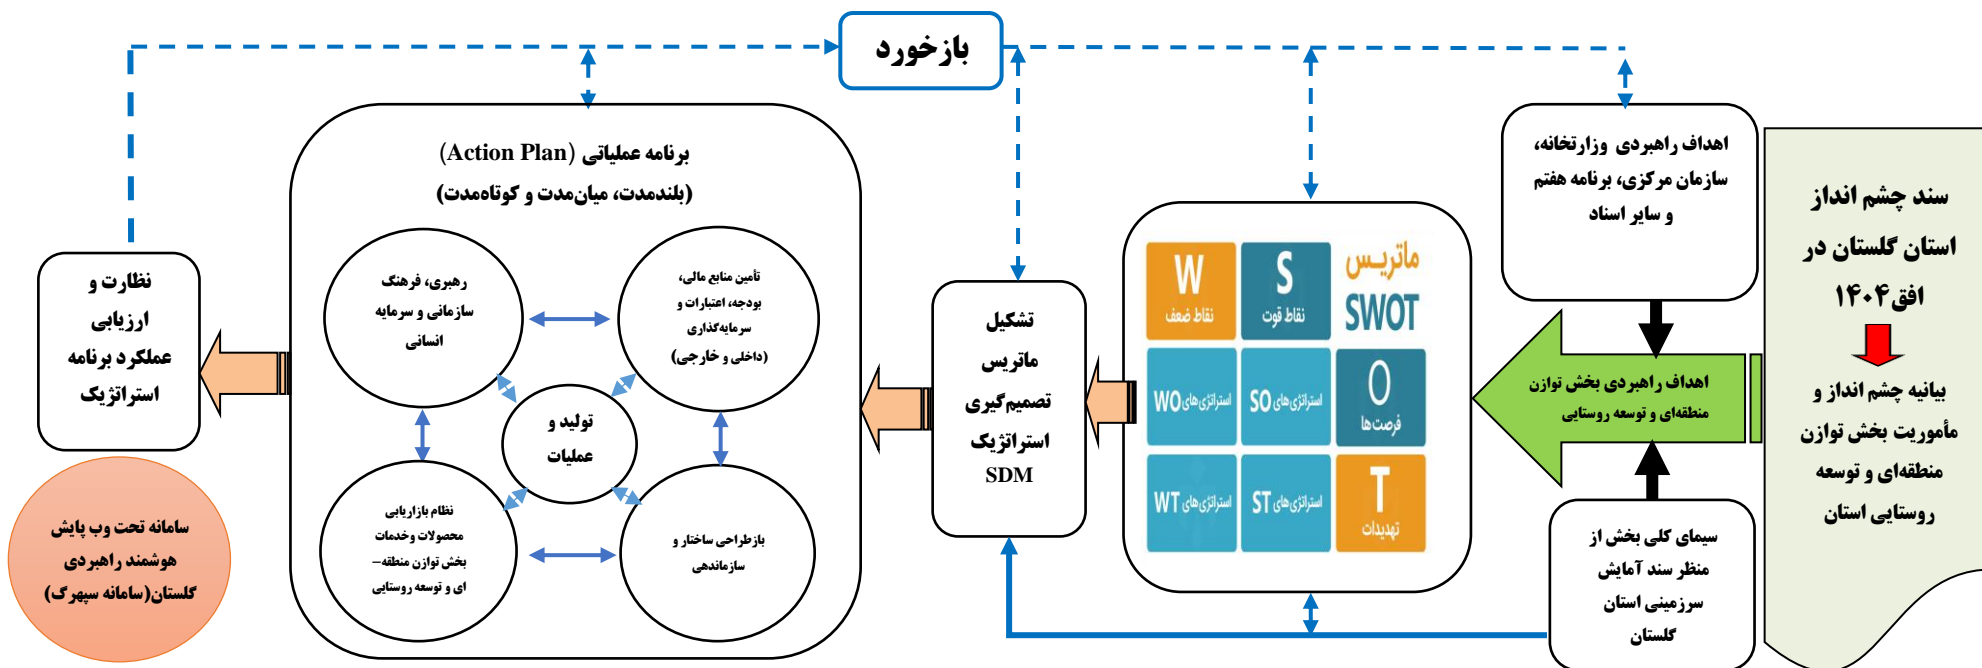 بازخورد
سند چشم انداز
استان گلستان در
افق۱۴۰۴
بیانیه چشم انداز و
مأموریت بخش توازن
منطقه‌ای و توسعه
روستایی استان
اهداف راهبردی وزارتخانه،
سازمان مرکزی، برنامه هفتم
و سایر اسناد
اهداف راهبردی بخش توازن
منطقه‌ای و توسعه روستایی
سیمای کلی بخش از
منظر سند آمایش
سرزمینی استان
گلستان
ماتریس
SWOT
S
نقاط قوت
W
نقاط ضعف
O
فرصت‌ها
استراتژی‌های SO
استراتژی‌های WO
T
تهدیدات
استراتژی‌های ST
استراتژی‌های WT
تشکیل
ماتریس
تصمیم‌گیری
استراتژیک
SDM
برنامه عملیاتی (Action Plan)
(بلندمدت، میان‌مدت و کوتاه‌مدت)
تأمین منابع مالی،
بودجه، اعتبارات و
سرمایه‌گذاری
(داخلی و خارجی)
رهبری، فرهنگ
سازمانی و سرمایه
انسانی
تولید و
عملیات
بازطراحی ساختار و
سازماندهی
نظام بازاریابی
محصولات وخدمات
بخش توازن منطقه–
ای و توسعه روستایی
نظارت و
ارزیابی
عملکرد برنامه
استراتژیک
سامانه تحت وب پایش
هوشمند راهبردی
گلستان(سامانه سپهرگ)